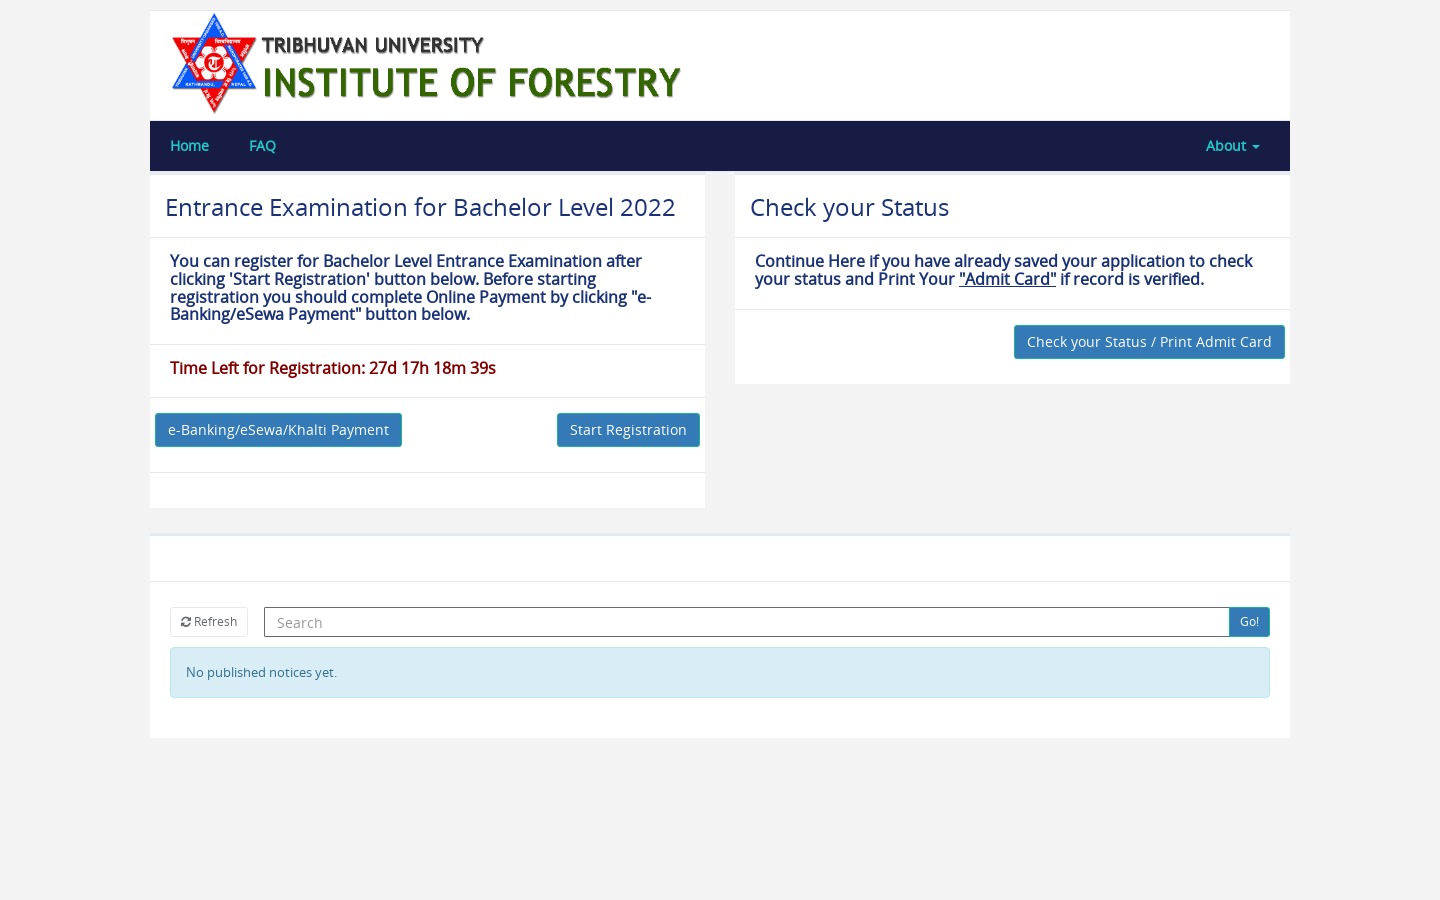 TRIBHUVAN UNIVERSITY
INSTITUTE OF FORESTRY
Home
FAQ
About
Entrance Examination for Bachelor Level 2022
You can register for Bachelor Level Entrance Examination after
clicking 'Start Registration' button below. Before starting
registration you should complete Online Payment by clicking "e-
Banking/eSewa Payment" button below.
Time Left for Registration: 27d 17h 18m 39s
e-Banking/eSewa/Khalti Payment
Start Registration
Check your Status
Continue Here if you have already saved your application to check
your status and Print Your "Admit Card" if record is verified.
Check your Status / Print Admit Card
Refresh
Search
Go!
No published notices yet.